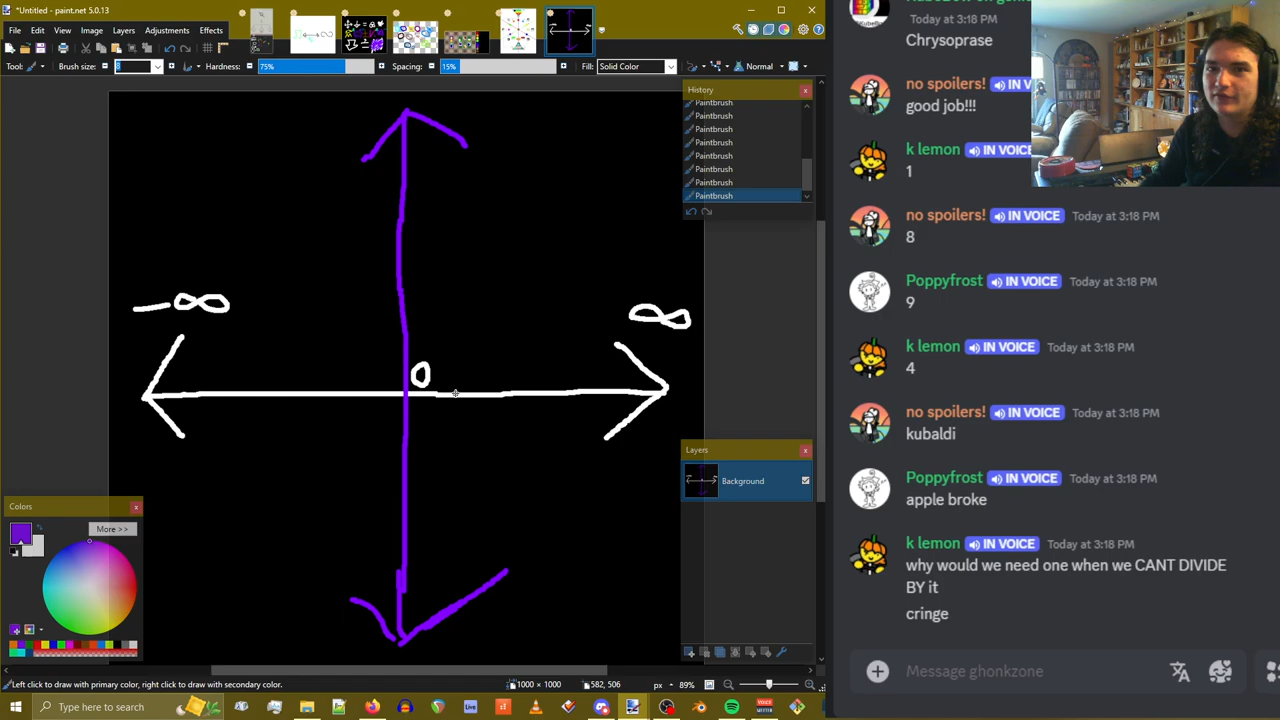 *Untitled - paint.net 5.0.13
File Edit View Image Layers Adjustments Effects
Tool: Brush size: 8 Hardness: 75% Spacing: 15% Fill: Solid Color Normal
History
Paintbrush
Paintbrush
Paintbrush
Paintbrush
Paintbrush
Paintbrush
Paintbrush
Paintbrush
-∞
∞
0
Layers
Background
Colors
More >>
Left click to draw with primary color, right click to draw with secondary color.
1000 × 1000
582, 506
px
89%
Type here to search
Live
Today at 3:18 PM
Chrysoprase
no spoilers! IN
good job!!!
k lemon IN VOICE
1
no spoilers! IN VOICE Today at 3:18 PM
8
Poppyfrost IN VOICE Today at 3:18 PM
9
k lemon IN VOICE Today at 3:18 PM
4
no spoilers! IN VOICE Today at 3:18 PM
kubaldi
Poppyfrost IN VOICE Today at 3:18 PM
apple broke
k lemon IN VOICE Today at 3:18 PM
why would we need one when we CANT DIVIDE
BY it
cringe
Message ghonkzone